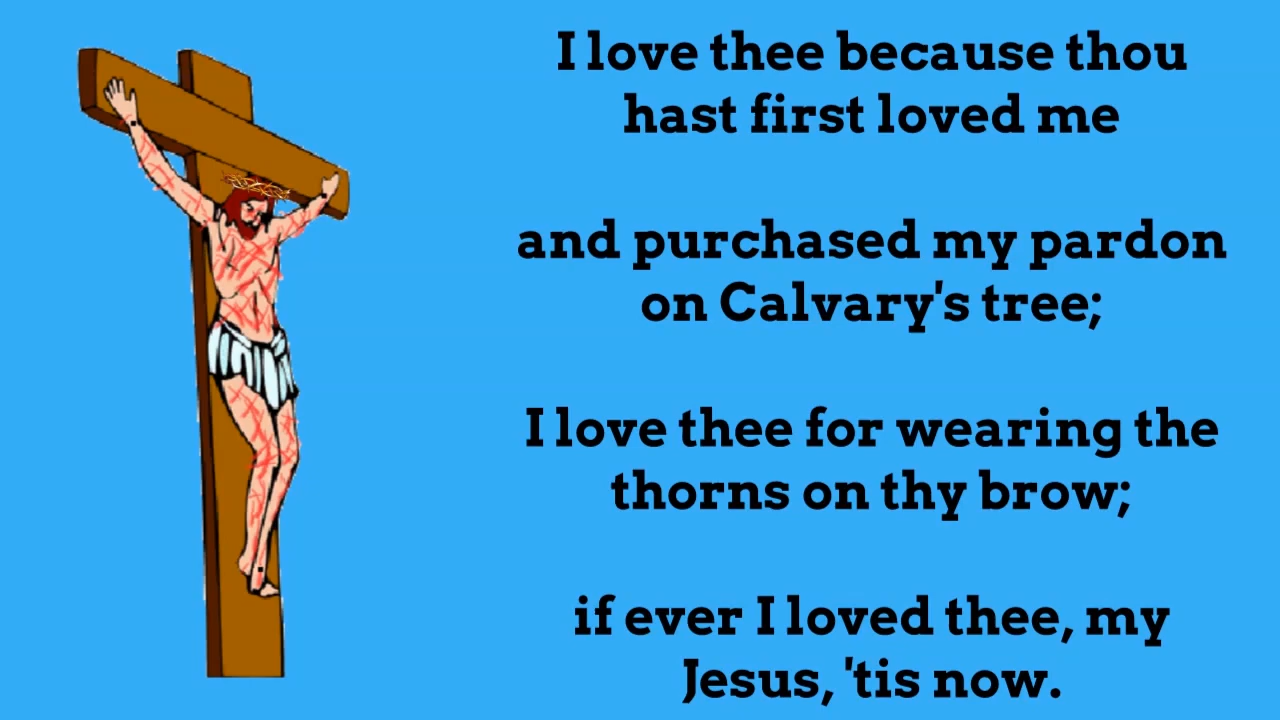 I love thee because thou
hast first loved me
and purchased my pardon
on Calvary's tree;
I love thee for wearing the
thorns on thy brow;
if ever I loved thee, my
Jesus, 'tis now.